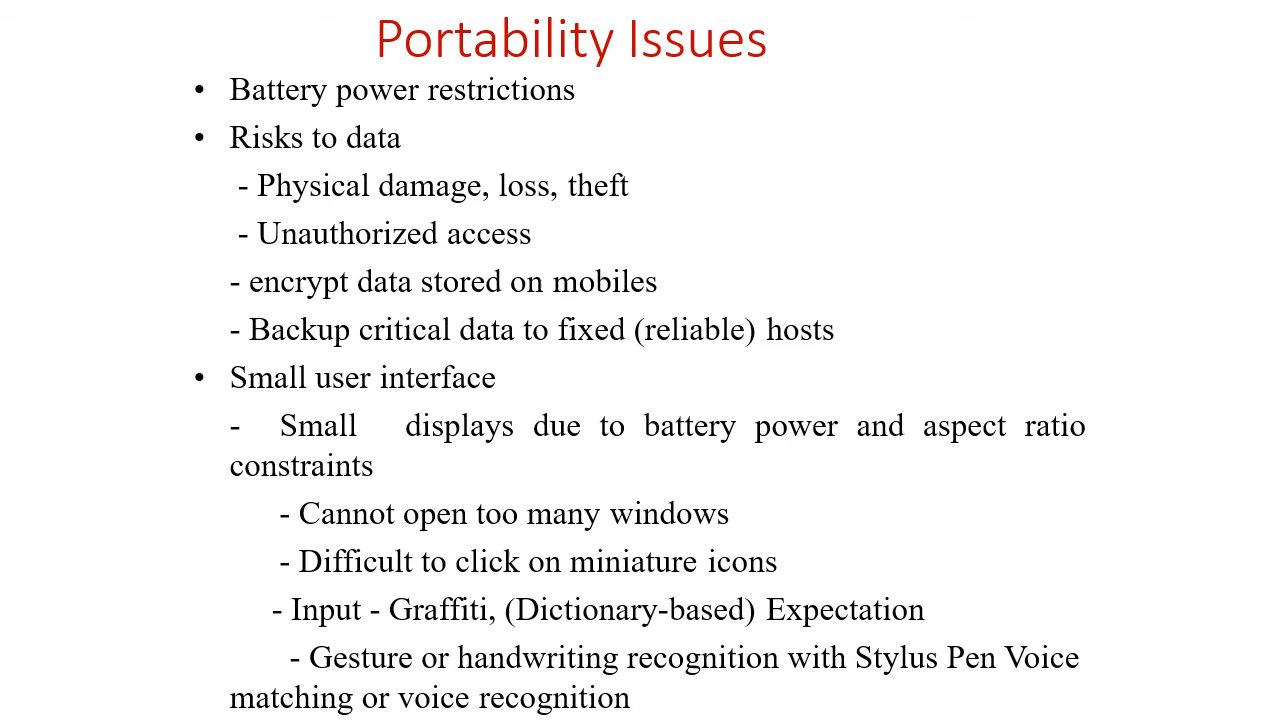 Portability Issues
• Battery power restrictions
• Risks to data
- Physical damage, loss, theft
- Unauthorized access
- encrypt data stored on mobiles
- Backup critical data to fixed (reliable) hosts
• Small user interface
- Small displays due to battery power and aspect ratio
constraints
- Cannot open too many windows
- Difficult to click on miniature icons
- Input - Graffiti, (Dictionary-based) Expectation
- Gesture or handwriting recognition with Stylus Pen Voice
matching or voice recognition